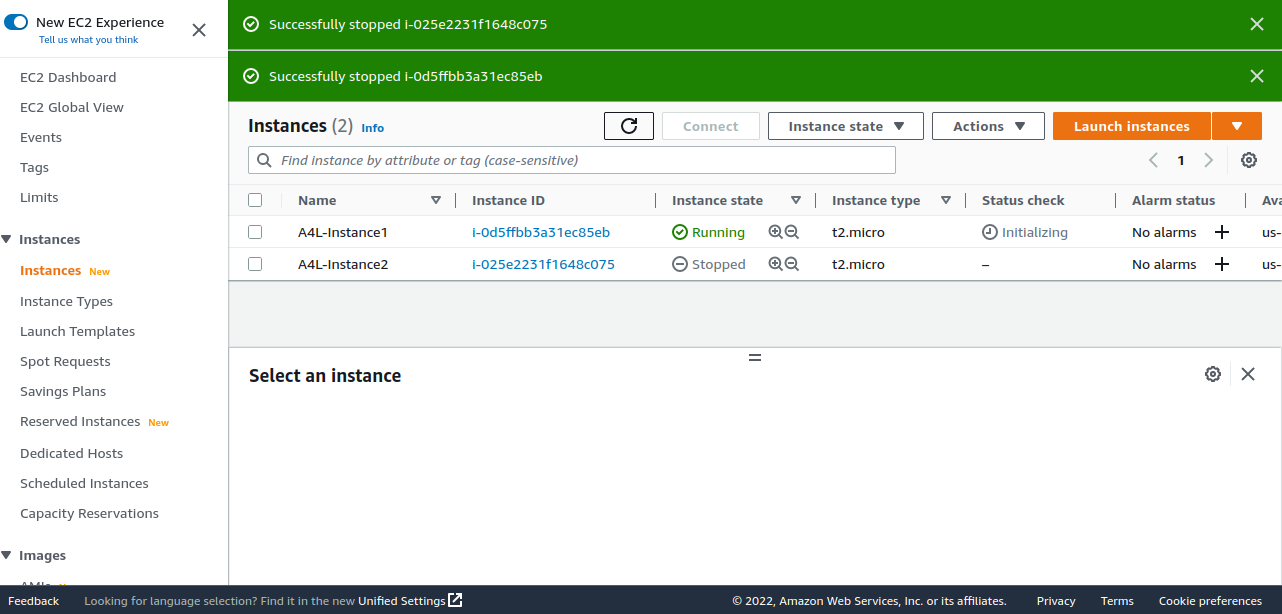 New EC2 Experience
Tell us what you think
EC2 Dashboard
EC2 Global View
Events
Tags
Limits
Instances
Instances New
Instance Types
Launch Templates
Spot Requests
Savings Plans
Reserved Instances New
Dedicated Hosts
Scheduled Instances
Capacity Reservations
Images
Successfully stopped i-025e2231f1648c075
Successfully stopped i-0d5ffbb3a31ec85eb
Instances (2) Info
Connect
Instance state
Actions
Launch instances
Find instance by attribute or tag (case-sensitive)
1
Name Instance ID Instance state Instance type Status check Alarm status Ava
A4L-Instance1 i-0d5ffbb3a31ec85eb Running t2.micro Initializing No alarms us-
A4L-Instance2 i-025e2231f1648c075 Stopped t2.micro – No alarms us-
Select an instance
Feedback Looking for language selection? Find it in the new Unified Settings © 2022, Amazon Web Services, Inc. or its affiliates. Privacy Terms Cookie preferences